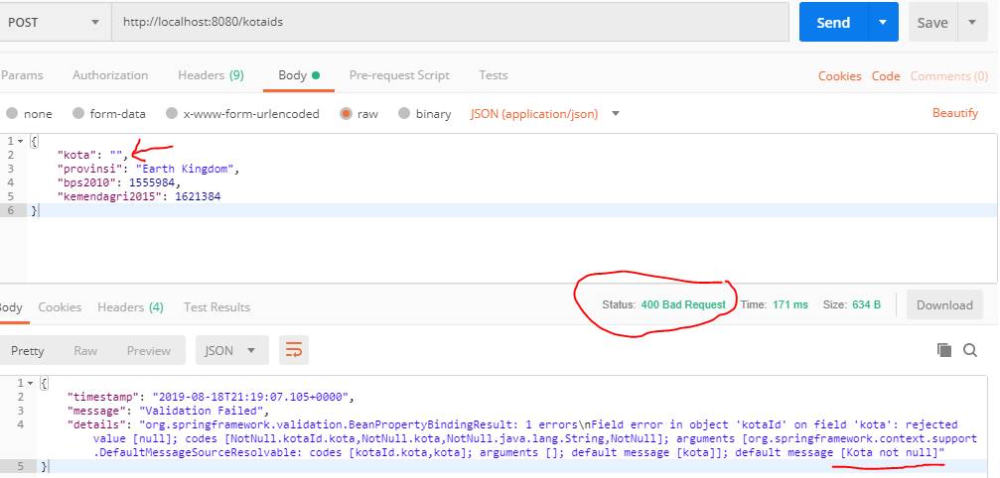 POST http://localhost:8080/kotaids Send Save
Params Authorization Headers (9) Body Pre-request Script Tests Cookies Code Comments (0)
none form-data x-www-form-urlencoded raw binary JSON (application/json) Beautify
1 {
2 "kota": "",
3 "provinsi": "Earth Kingdom",
4 "bps2010": 1555984,
5 "kemendagri2015": 1621384
6 }
Body Cookies Headers (4) Test Results Status: 400 Bad Request Time: 171 ms Size: 634 B Download
Pretty Raw Preview JSON
1 {
2 "timestamp": "2019-08-18T21:19:07.105+0000",
3 "message": "Validation Failed",
4 "details": "org.springframework.validation.BeanPropertyBindingResult: 1 errors\nField error in object 'kotaId' on field 'kota': rejected
value [null]; codes [NotNull.kotaId.kota,NotNull.kota,NotNull.java.lang.String,NotNull]; arguments [org.springframework.context.support
.DefaultMessageSourceResolvable: codes [kotaId.kota,kota]; arguments []; default message [kota]]; default message [Kota not null]"
5 }